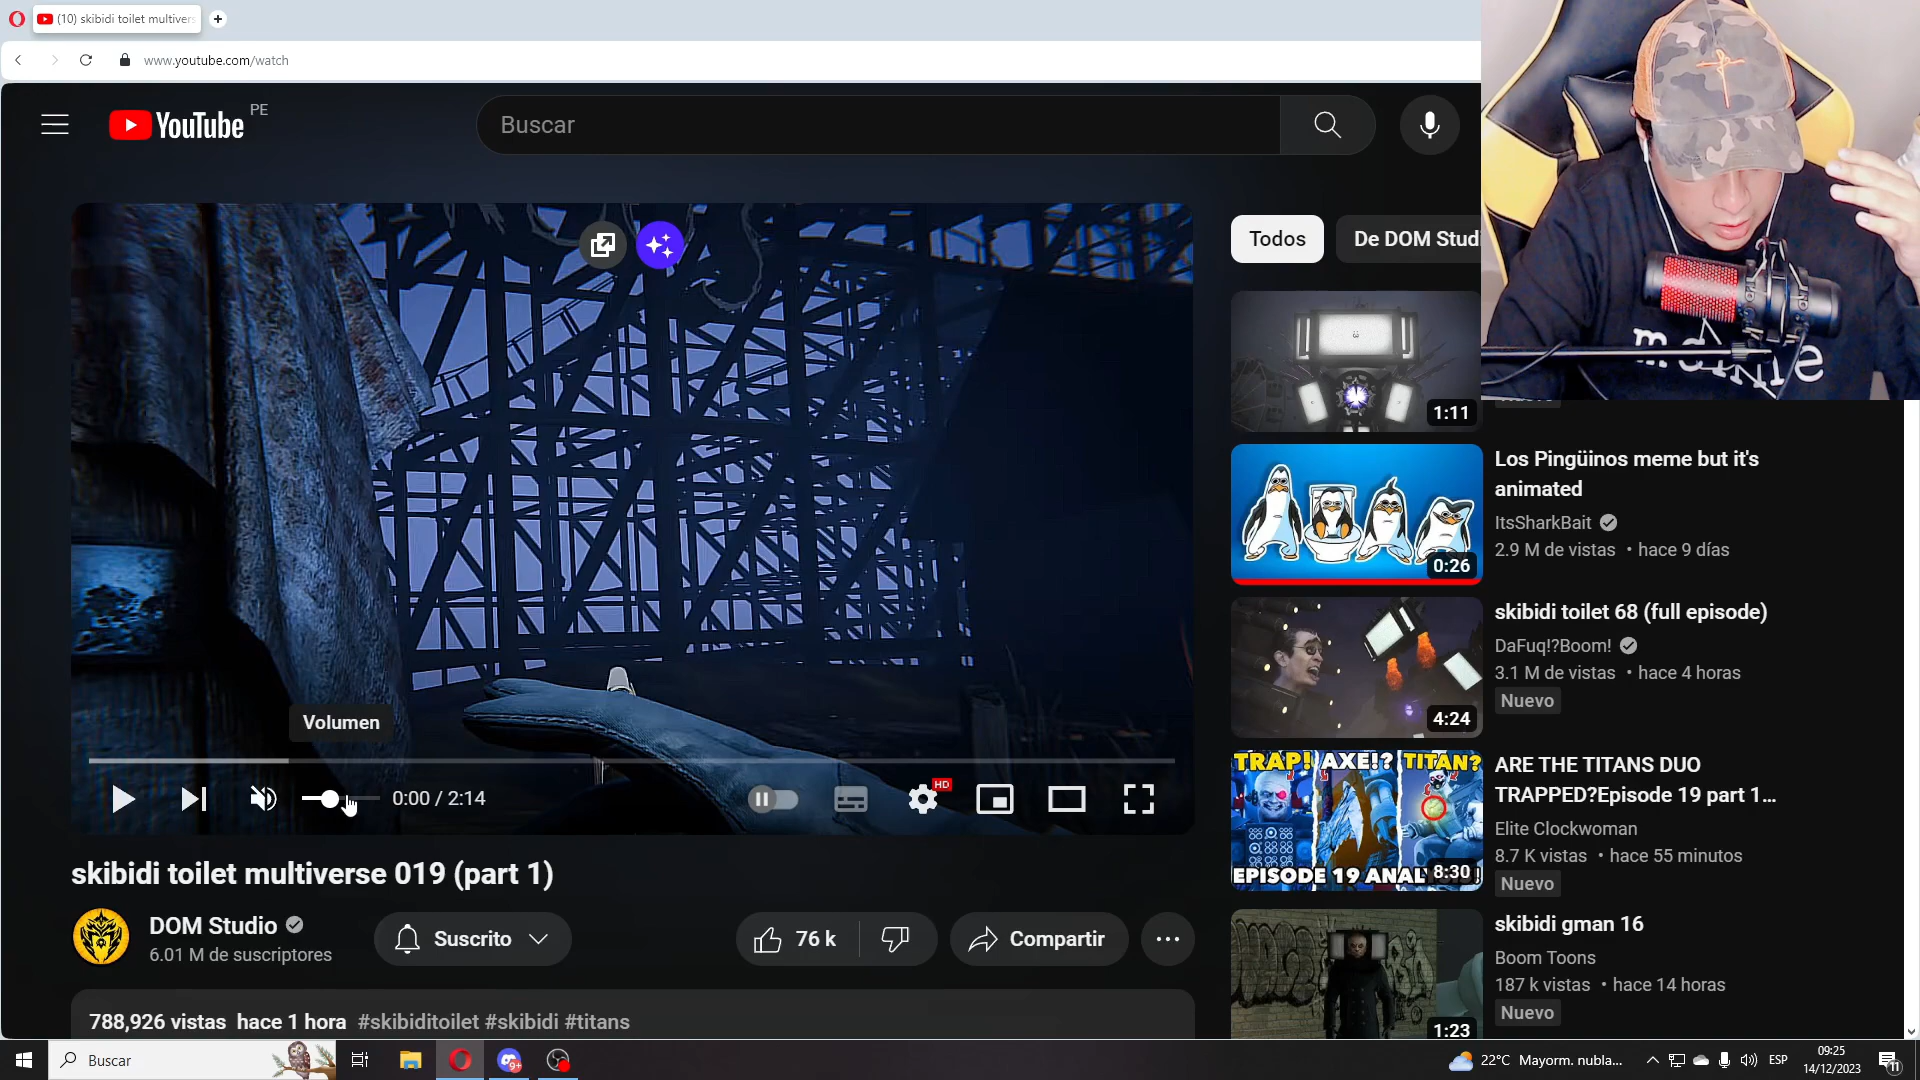 (10) skibidi toilet multivers
www.youtube.com/watch
YouTube PE
Buscar
Todos
De DOM Studi
1:11
Los Pingüinos meme but it's
animated
ItsSharkBait
2.9 M de vistas • hace 9 días
0:26
skibidi toilet 68 (full episode)
DaFuq!?Boom!
3.1 M de vistas • hace 4 horas
Nuevo
4:24
TRAP! AXE!? TITAN?
EPISODE 19 ANAL
8:30
ARE THE TITANS DUO
TRAPPED?Episode 19 part 1...
Elite Clockwoman
8.7 K vistas • hace 55 minutos
Nuevo
skibidi gman 16
Boom Toons
187 k vistas • hace 14 horas
Nuevo
1:23
Volumen
0:00 / 2:14
HD
skibidi toilet multiverse 019 (part 1)
DOM Studio
6.01 M de suscriptores
Suscrito
76 k
Compartir
788,926 vistas hace 1 hora #skibiditoilet #skibidi #titans
Buscar
9+
22°C Mayorm. nubla...
ESP
09:25
14/12/2023
11